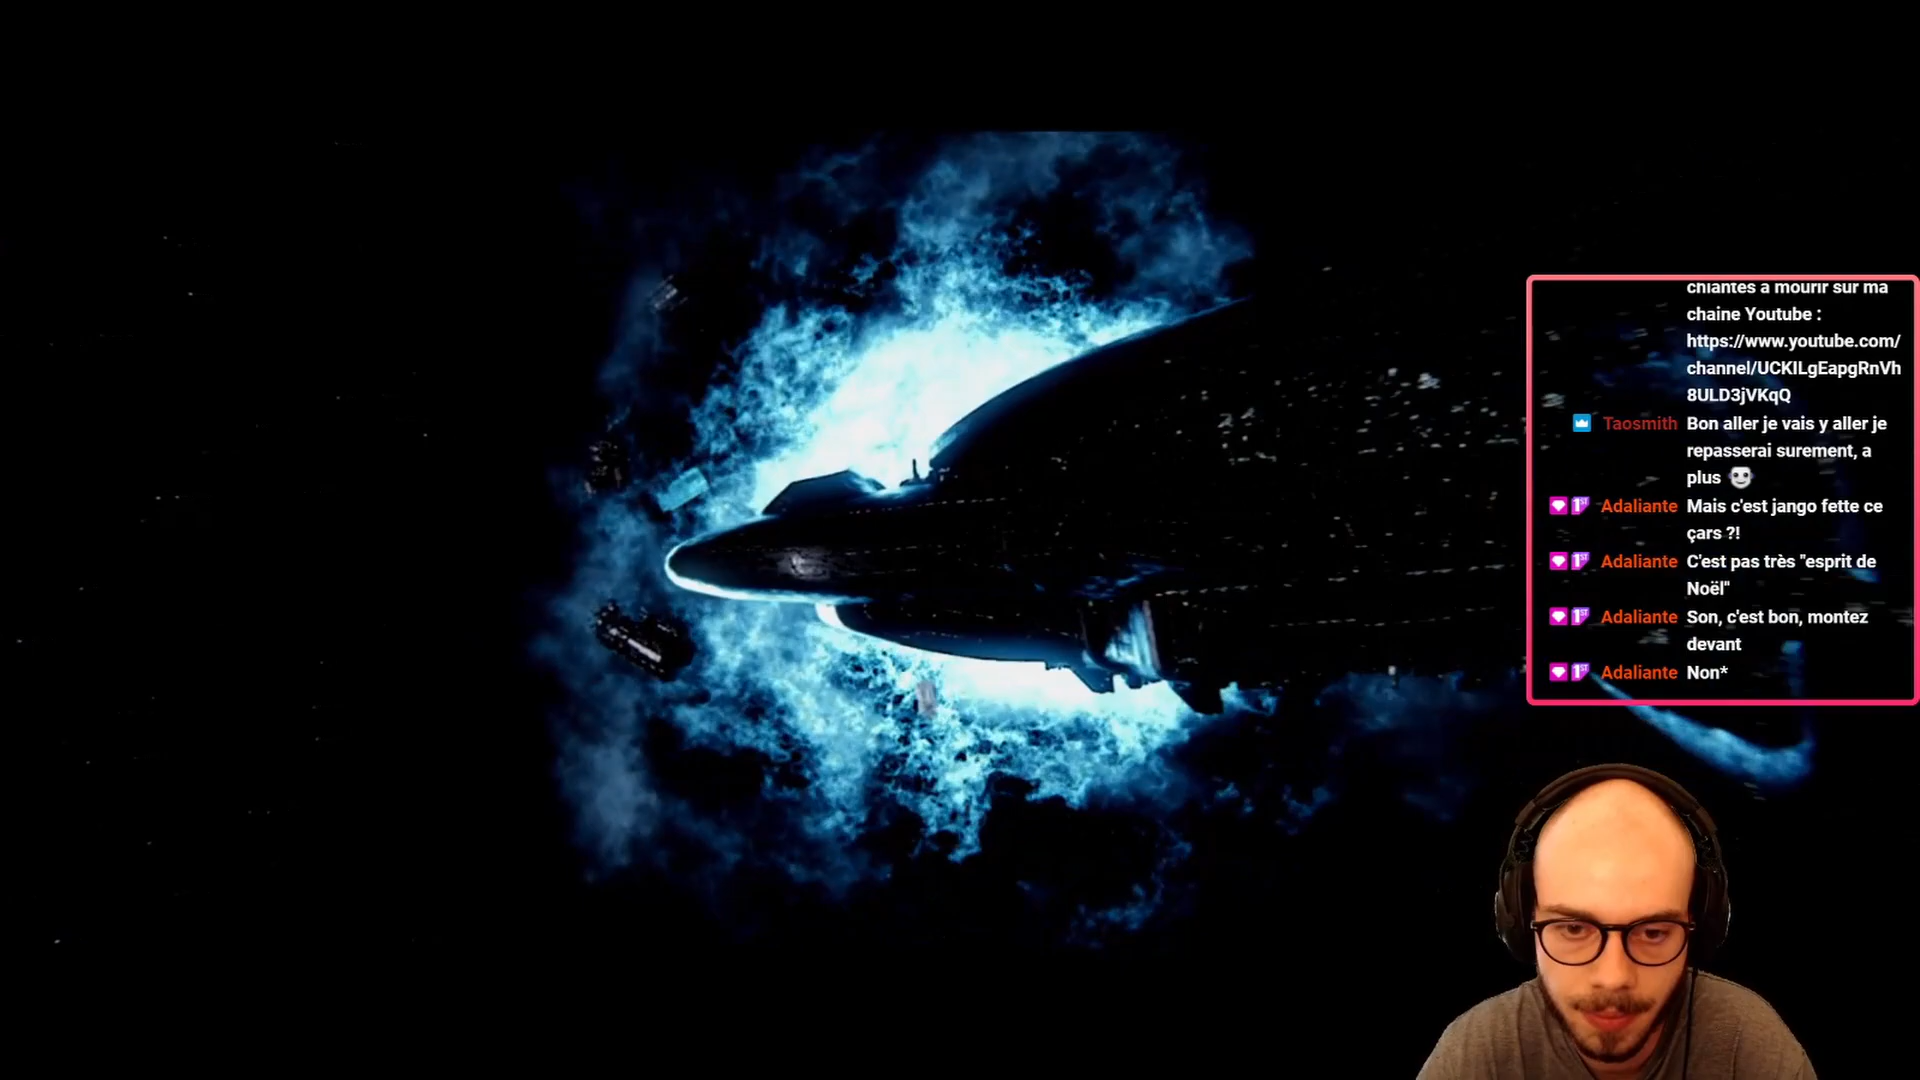 chiantes a mourir sur ma
chaine Youtube :
https://www.youtube.com/
channel/UCKILgEapgRnVh
8ULD3jVKqQ
Taosmith Bon aller je vais y aller je
repasserai surement, a
plus
Adaliante Mais c'est jango fette ce
çars ?!
Adaliante C'est pas très "esprit de
Noël"
Adaliante Son, c'est bon, montez
devant
Adaliante Non*